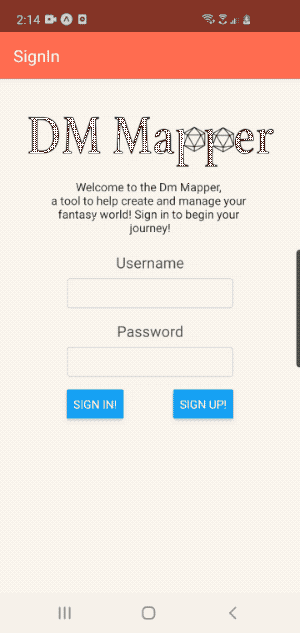 2:14
SignIn
DM Mapper
Welcome to the Dm Mapper,
a tool to help create and manage your
fantasy world! Sign in to begin your
journey!
Username
Password
SIGN IN!
SIGN UP!